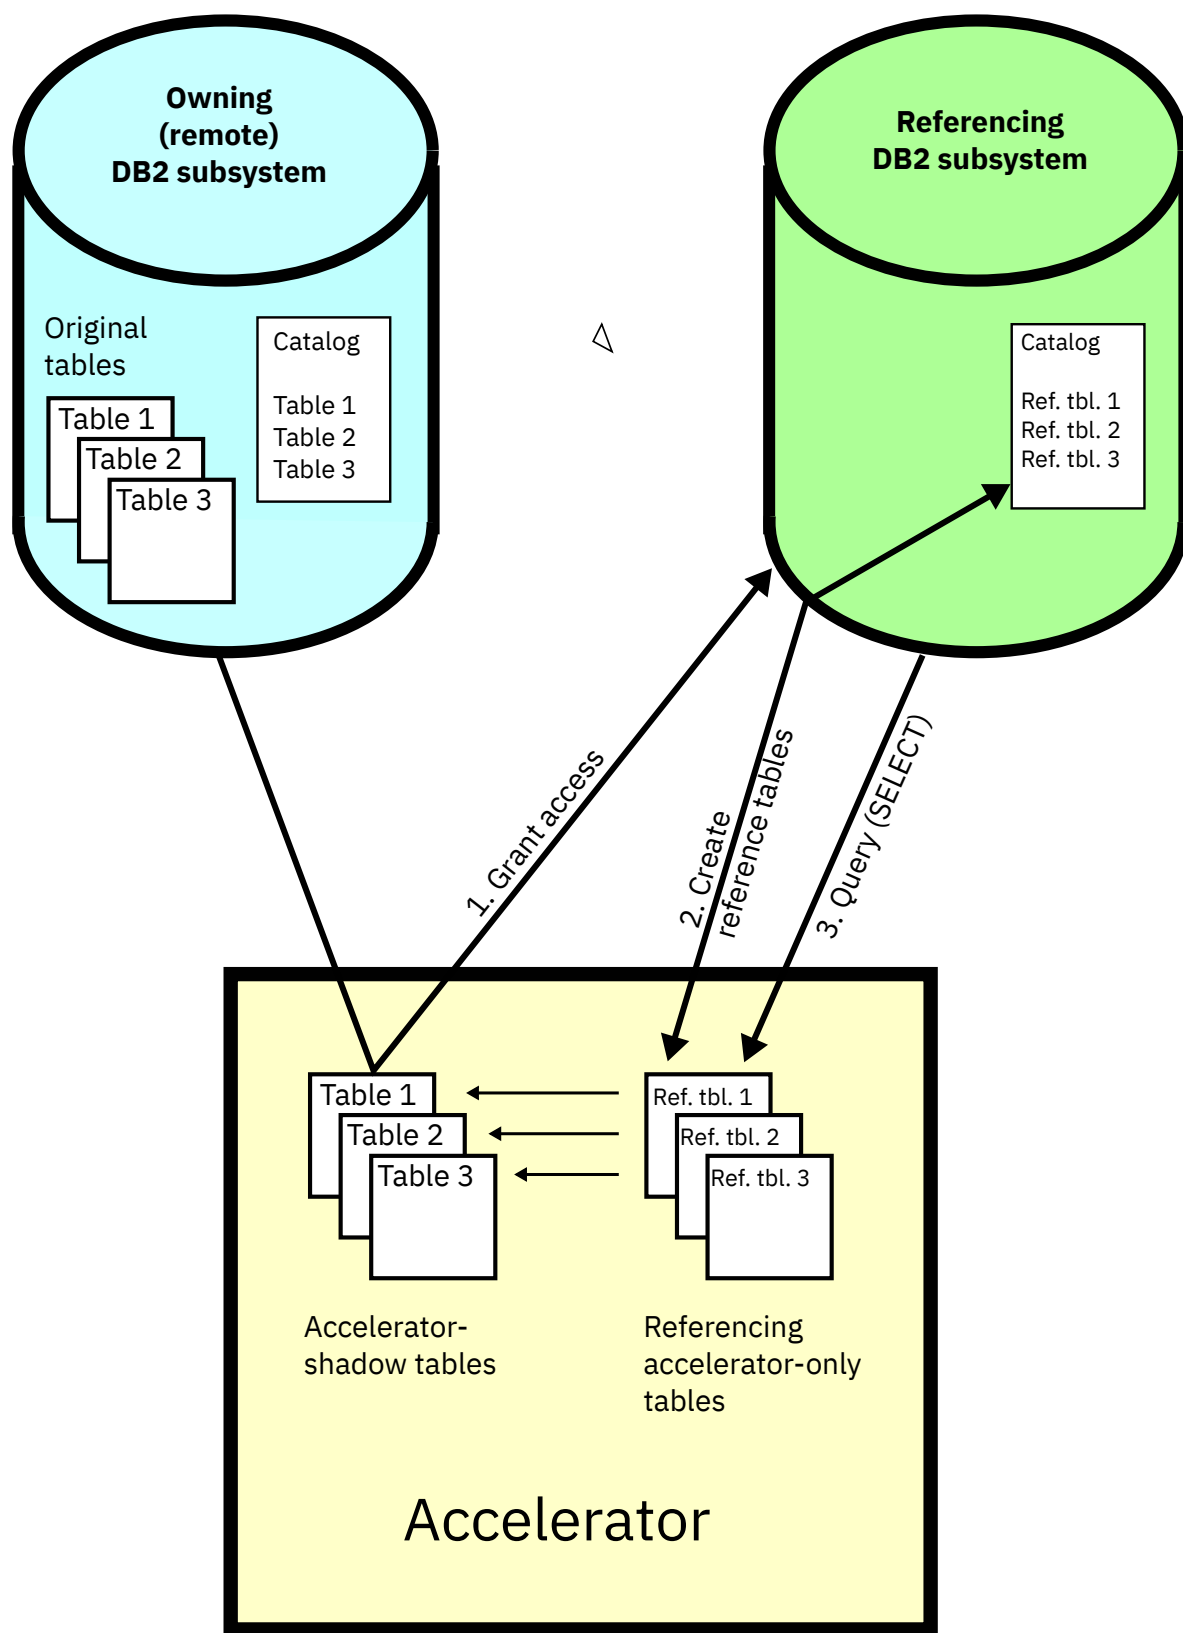 Owning
(remote)
DB2 subsystem
Referencing
DB2 subsystem
Original
tables
Table 1
Table 2
Table 3
Catalog
Table 1
Table 2
Table 3
Catalog
Ref. tbl. 1
Ref. tbl. 2
Ref. tbl. 3
1. Grant access
2. Create
reference tables
3. Query (SELECT)
Table 1
Table 2
Table 3
Ref. tbl. 1
Ref. tbl. 2
Ref. tbl. 3
Accelerator-
shadow tables
Referencing
accelerator-only
tables
Accelerator